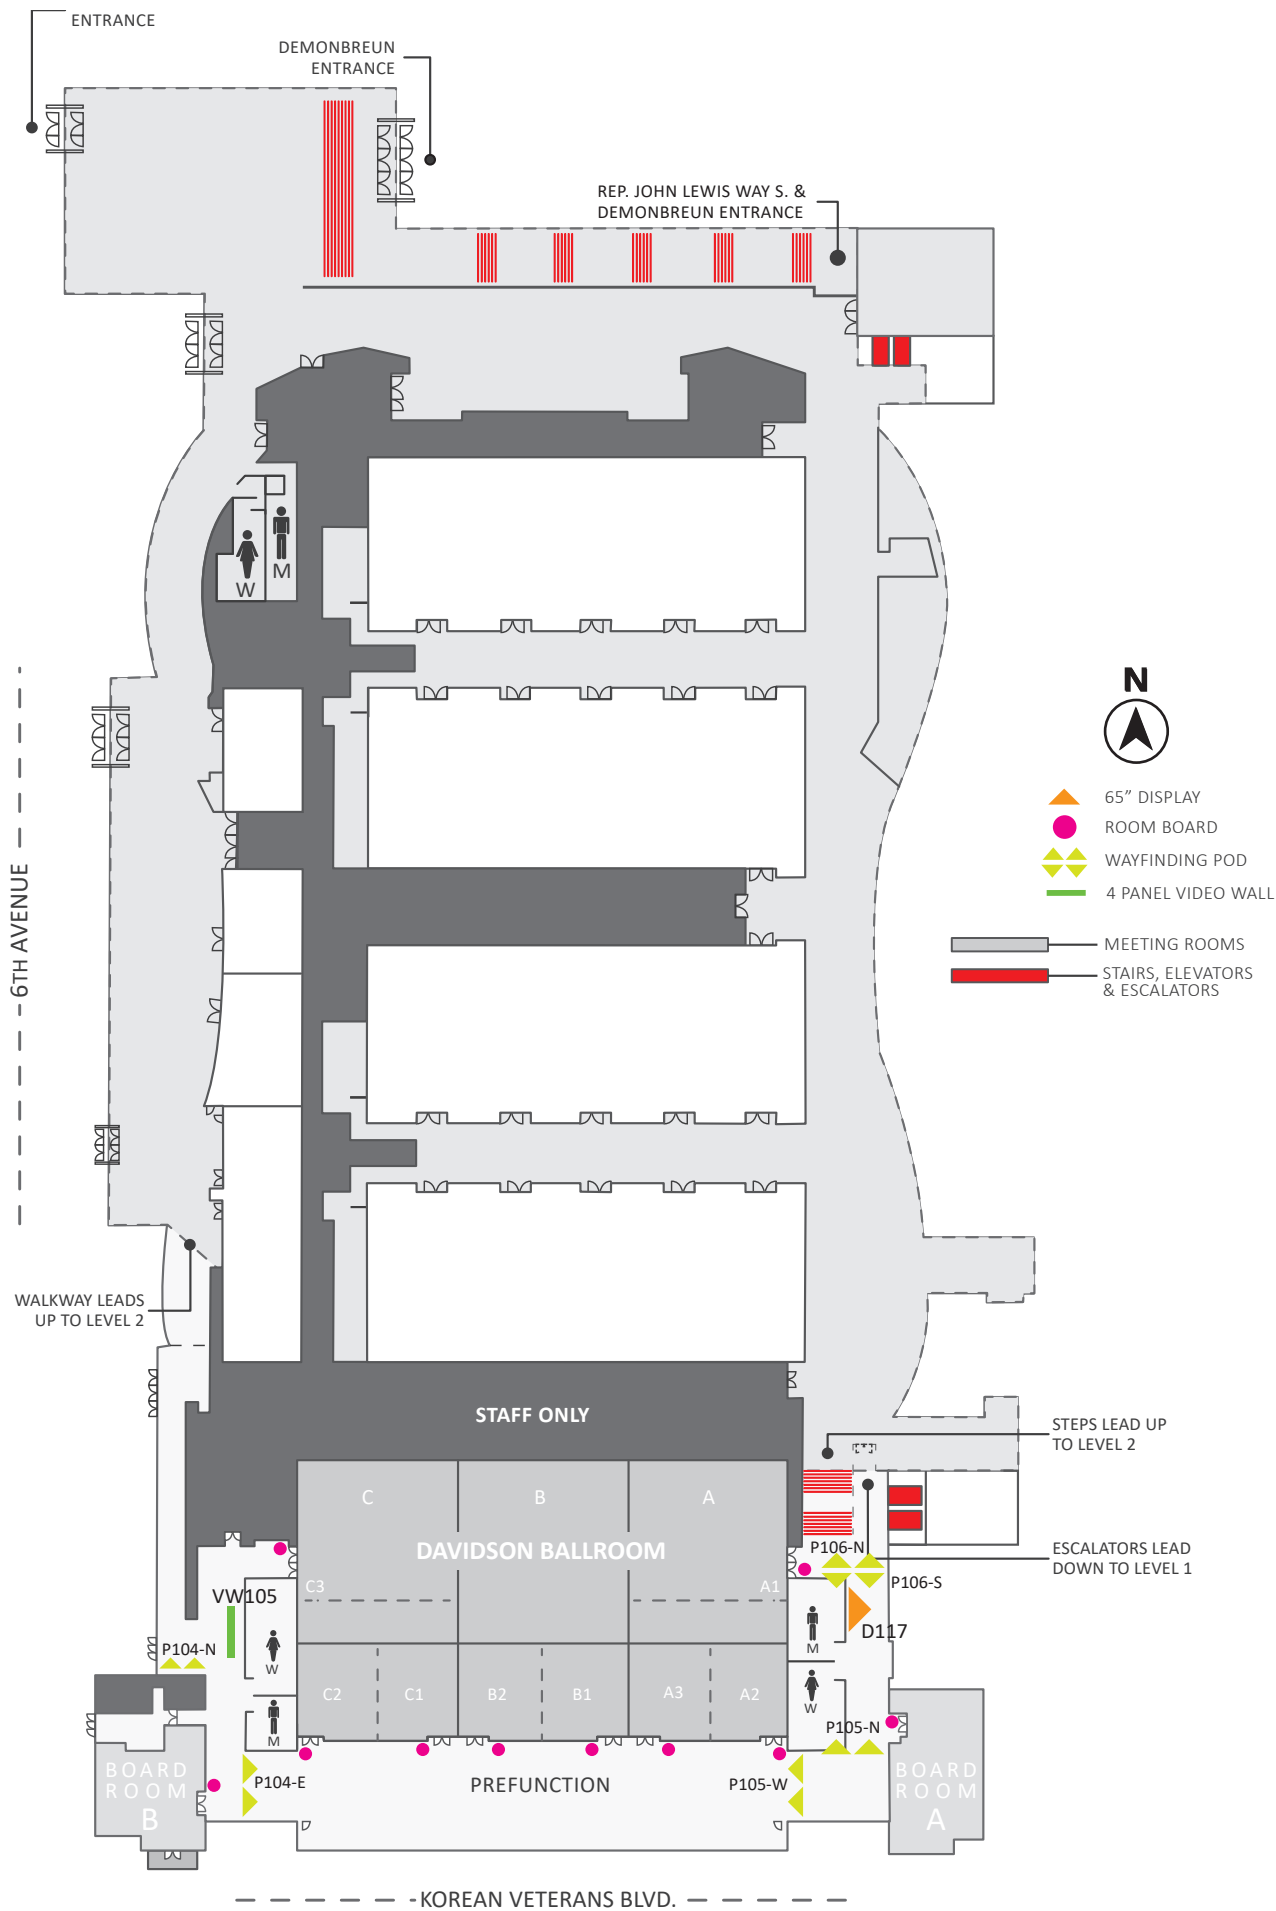 ENTRANCE
DEMONBREUN
ENTRANCE
REP. JOHN LEWIS WAY S. &
DEMONBREUN ENTRANCE
M
W
N
65” DISPLAY
ROOM BOARD
WAYFINDING POD
4 PANEL VIDEO WALL
MEETING ROOMS
STAIRS, ELEVATORS
& ESCALATORS
6TH AVENUE
WALKWAY LEADS
UP TO LEVEL 2
STAFF ONLY
STEPS LEAD UP
TO LEVEL 2
C
B
A
DAVIDSON BALLROOM
P106-N
ESCALATORS LEAD
DOWN TO LEVEL 1
P106-S
C3
A1
VW105
D117
P104-N
W
M
C2
C1
B2
B1
A3
A2
W
M
P105-N
BOARD
ROOM
B
P104-E
PREFUNCTION
P105-W
BOARD
ROOM
A
KOREAN VETERANS BLVD.